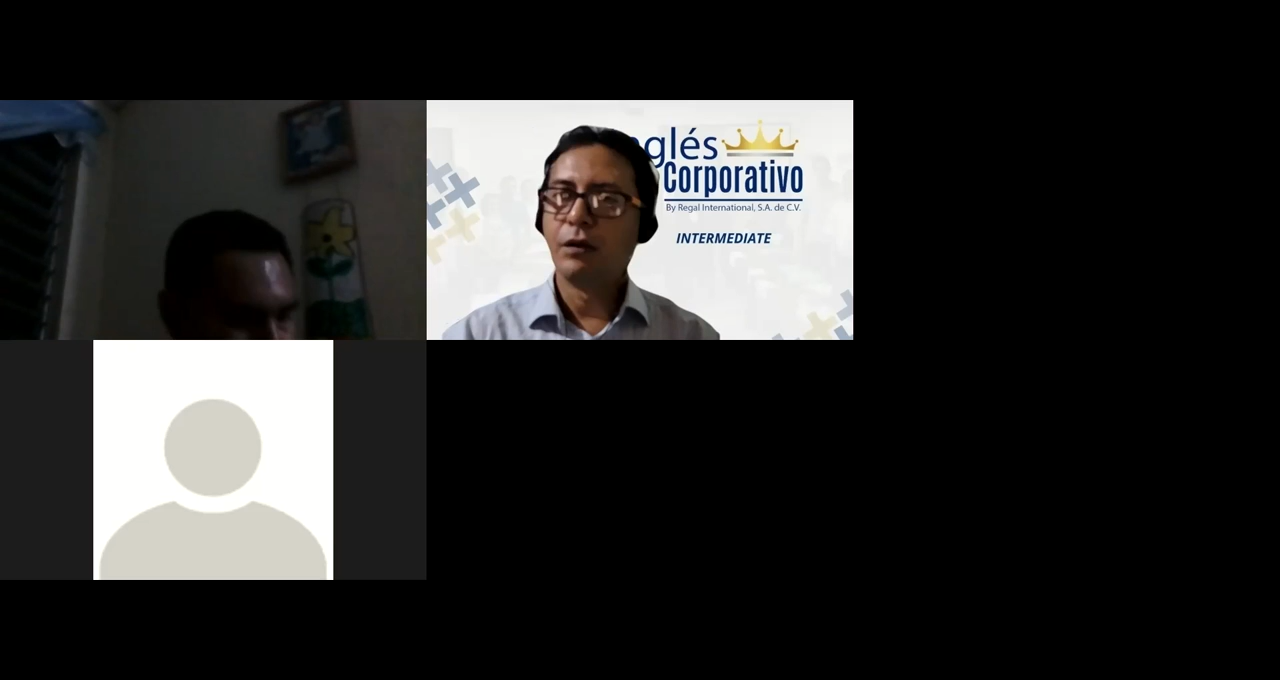 glés
Corporativo
By Regal International, S.A. de C.V.
INTERMEDIATE